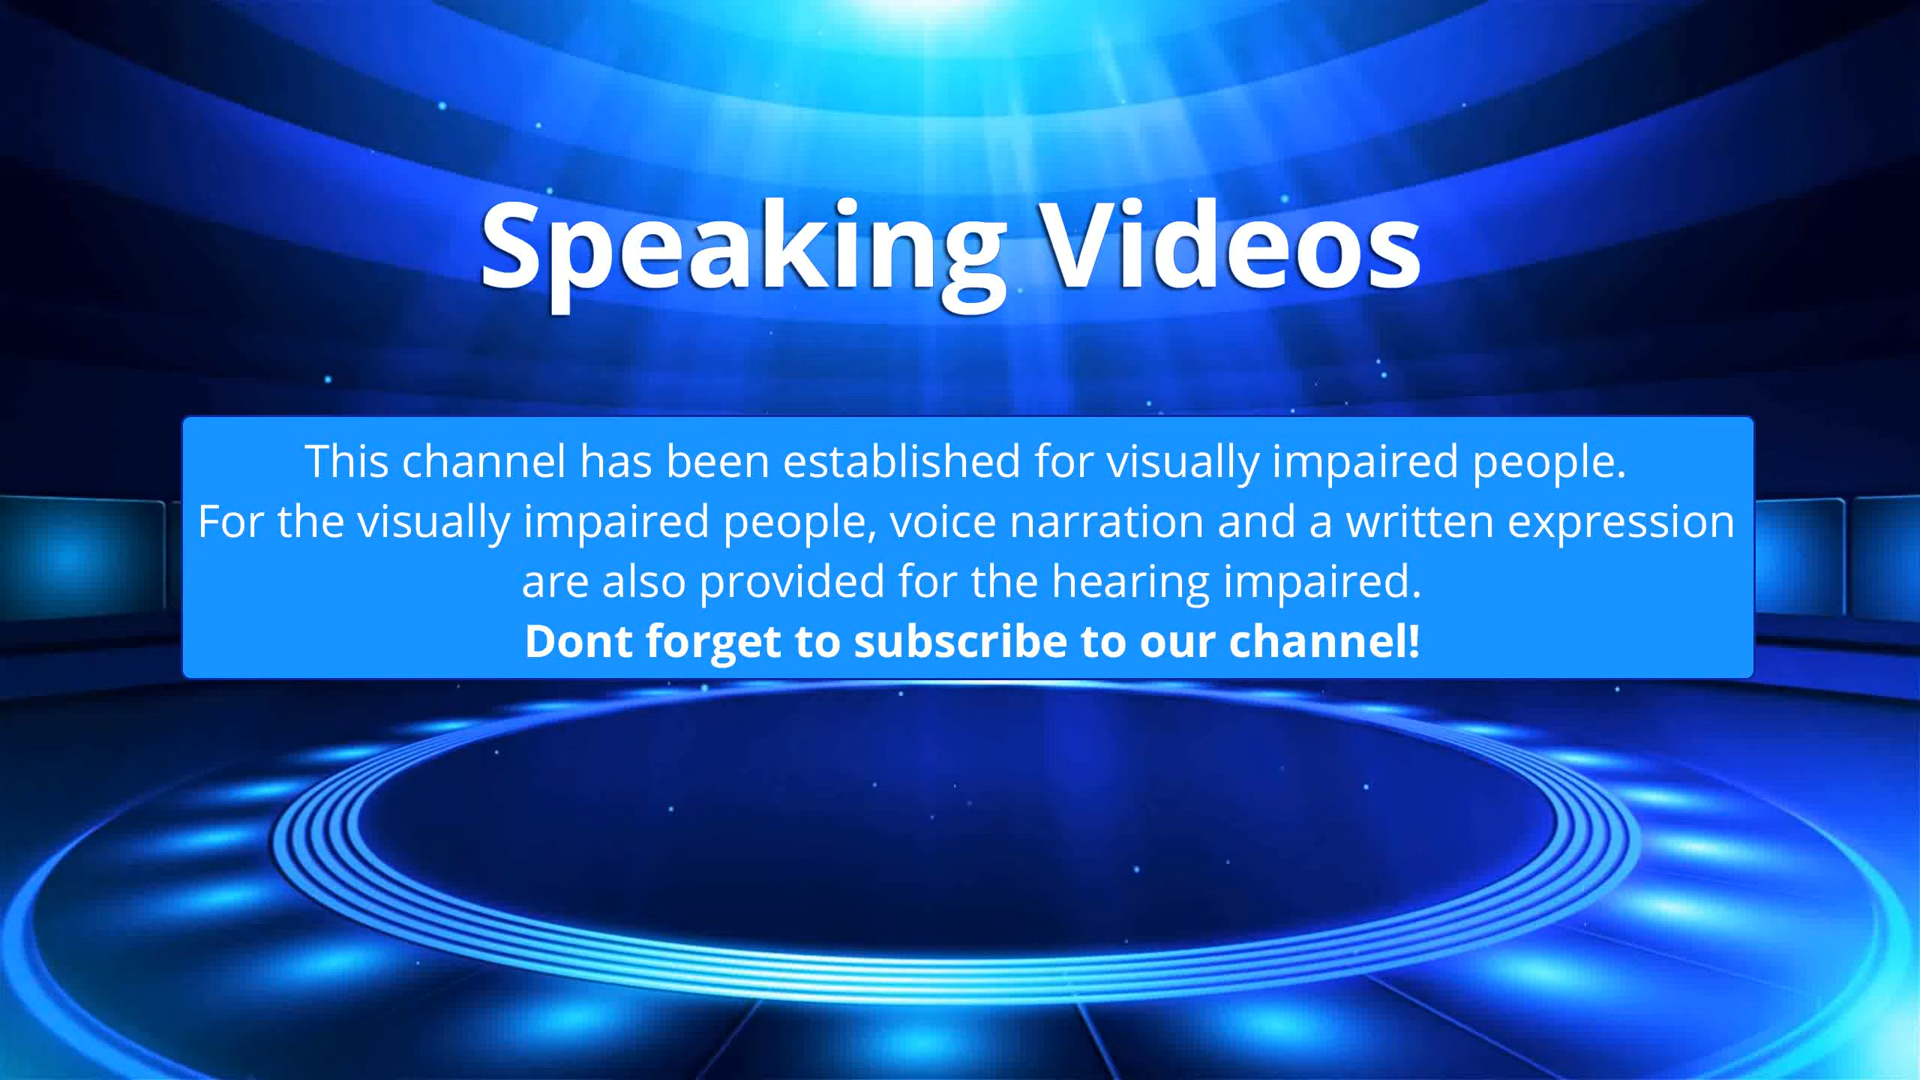 Speaking Videos
This channel has been established for visually impaired people.
For the visually impaired people, voice narration and a written expression
are also provided for the hearing impaired.
Dont forget to subscribe to our channel!